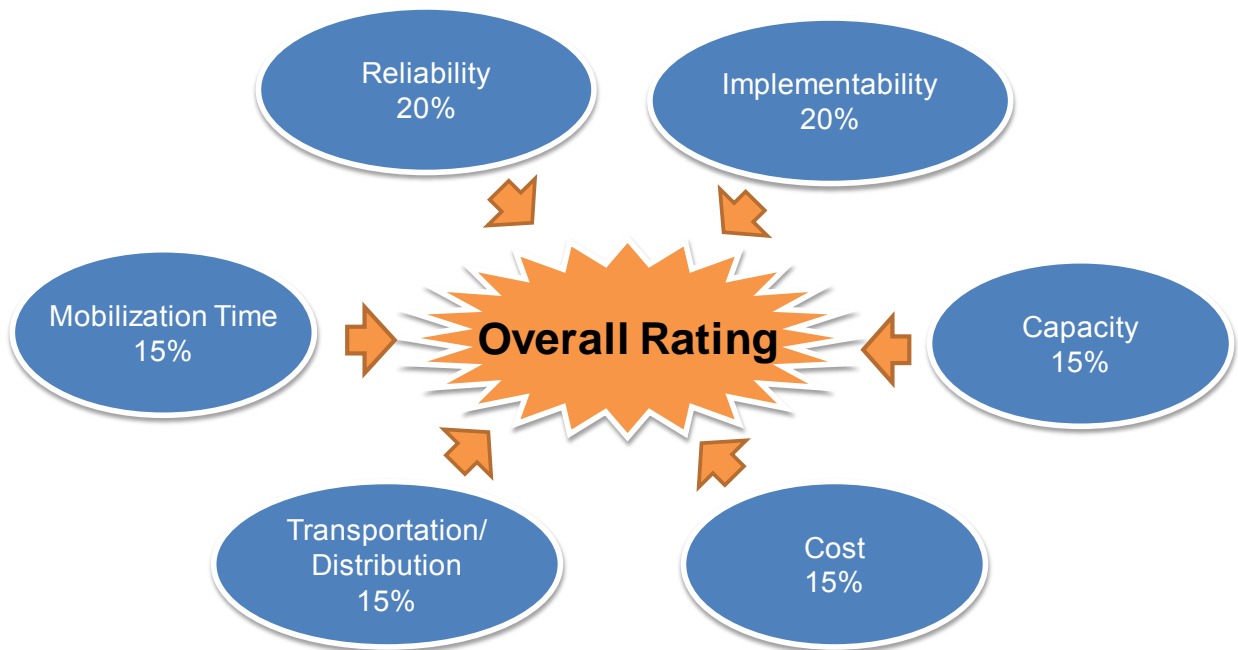 Reliability
20%
Implementability
20%
Mobilization Time
15%
Overall Rating
Capacity
15%
Transportation/
Distribution
15%
Cost
15%